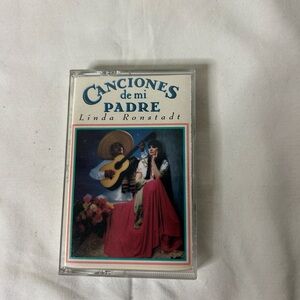 CANCIONES
de mi
PADRE
Linda Ronstadt